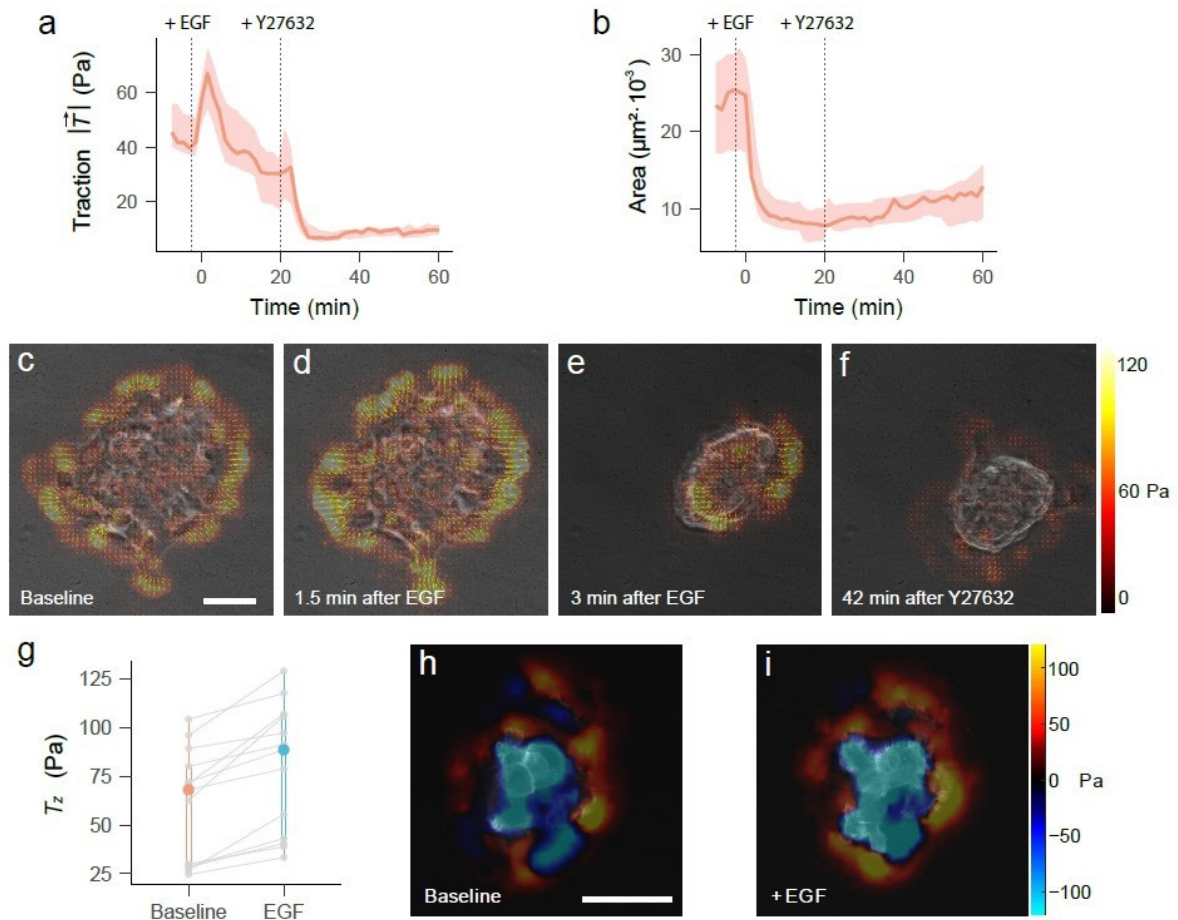 a
+ EGF + Y27632
Traction |T⃗| (Pa)
60
40
20
0 20 40 60
Time (min)
b
+ EGF + Y27632
Area (µm²· 10⁻³)
30
20
10
0 20 40 60
Time (min)
c
Baseline
d
1.5 min after EGF
e
3 min after EGF
f
42 min after Y27632
120
60 Pa
0
g
T_z (Pa)
125
100
75
50
25
Baseline EGF
h
Baseline
i
+ EGF
100
50
0 Pa
−50
−100